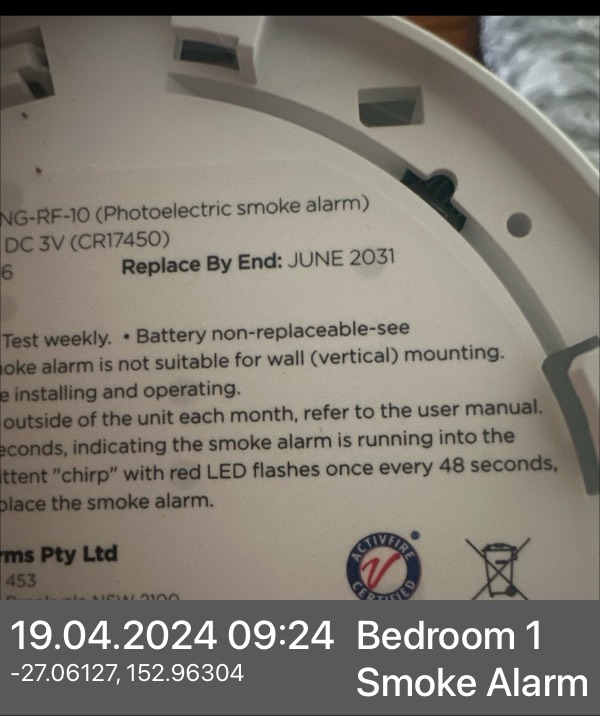 NG-RF-10 (Photoelectric smoke alarm)
DC 3V (CR17450)
6 Replace By End: JUNE 2031
Test weekly. • Battery non-replaceable-see
oke alarm is not suitable for wall (vertical) mounting.
e installing and operating.
outside of the unit each month, refer to the user manual.
econds, indicating the smoke alarm is running into the
ittent "chirp" with red LED flashes once every 48 seconds,
place the smoke alarm.
rms Pty Ltd
453
NSW 2100
ACTIVFIRE
CERTIFIED
19.04.2024 09:24
-27.06127, 152.96304
Bedroom 1
Smoke Alarm